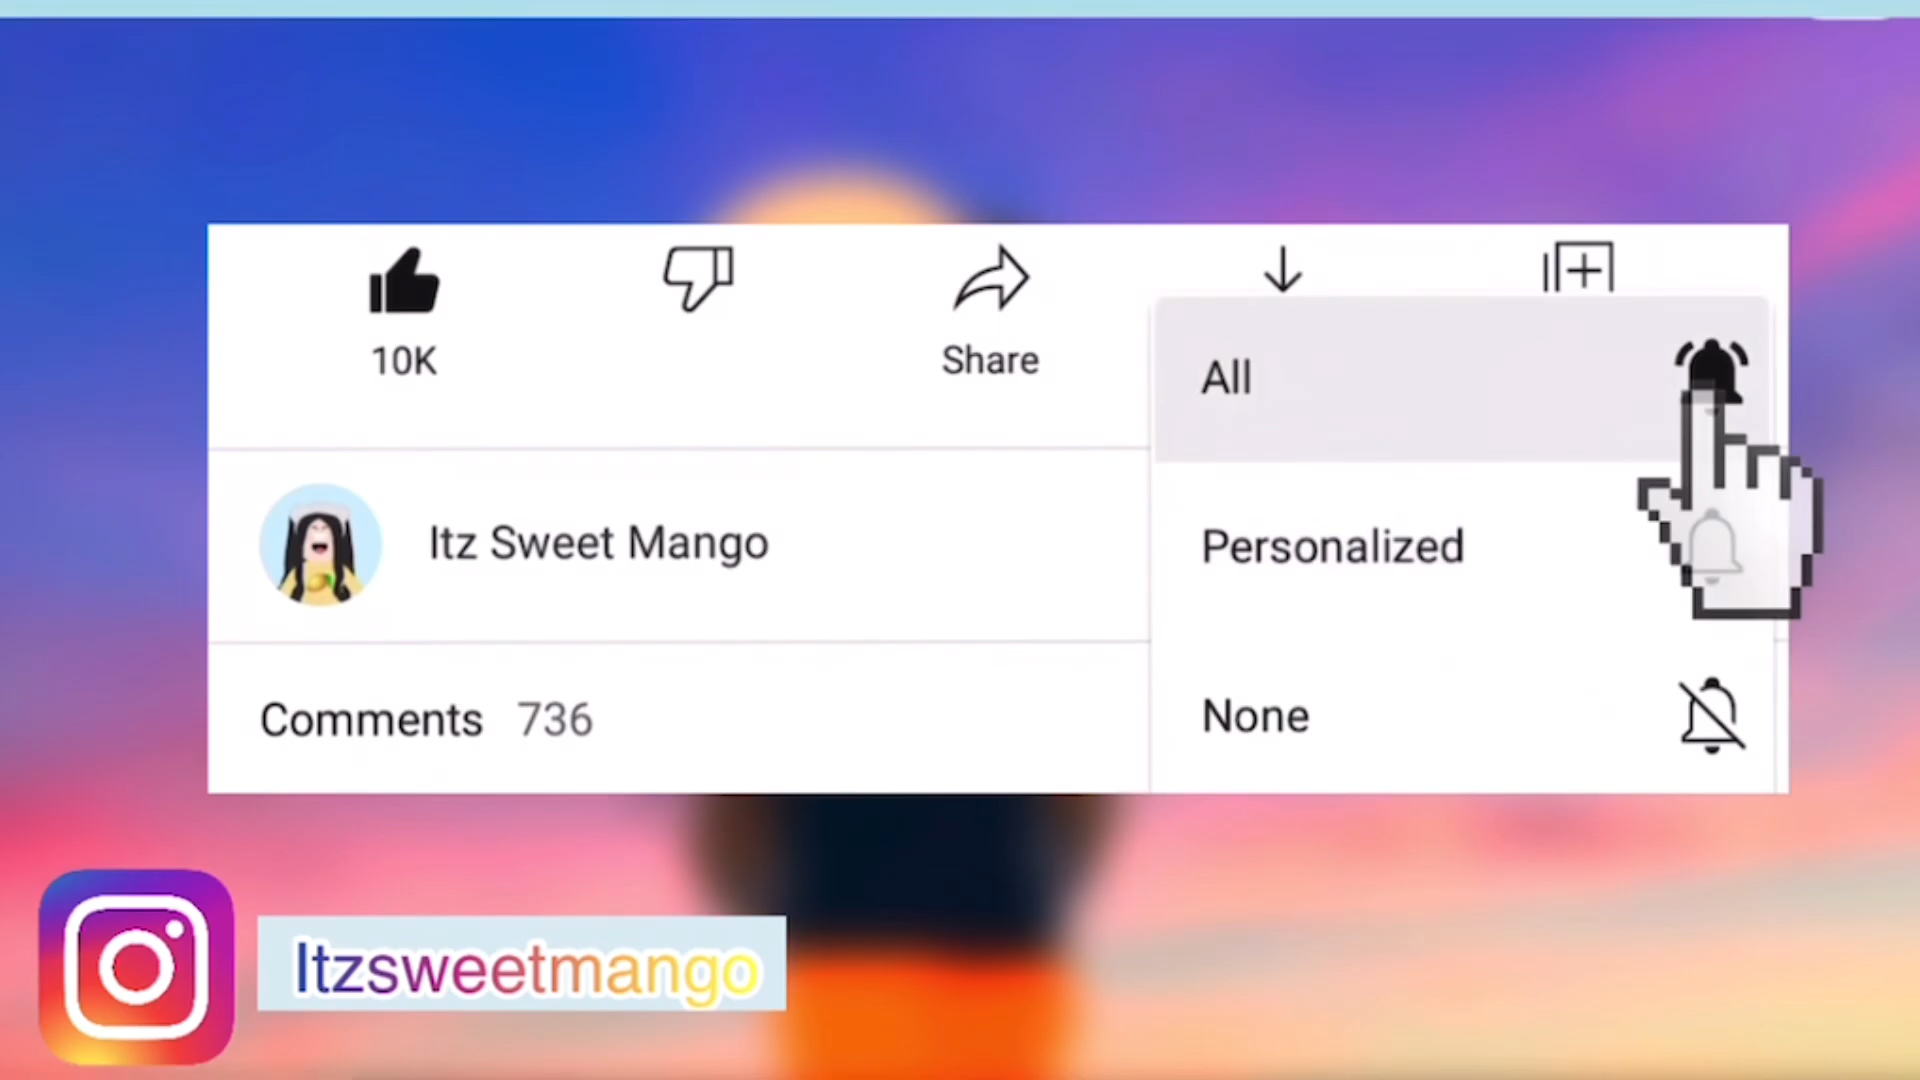 10K
Share
All
Itz Sweet Mango
Personalized
Comments 736
None
Itzsweetmango